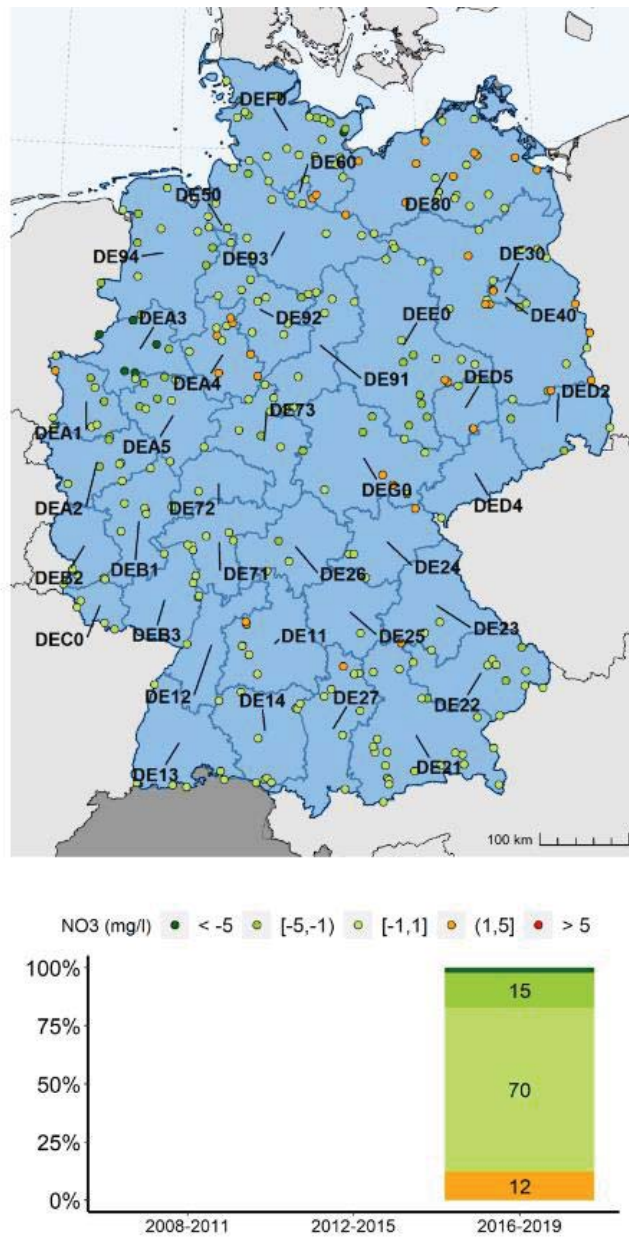 DEF0
DE60
DE50
DE80
DE94
DE93
DE30
DEA3
DE92
DEE0
DE40
DEA4
DE91
DED5
DED2
DE73
DEA1
DEA5
DEG0
DED4
DEA2
DE72
DEB2
DEB1
DE71
DE26
DE24
DEC0
DEB3
DE11
DE25
DE23
DE12
DE14
DE27
DE22
DE13
DE21
100 km
NO3 (mg/l) < -5 [-5,-1) [-1,1] (1,5] > 5
100%
15
75%
50%
70
25%
12
0%
2008-2011 2012-2015 2016-2019